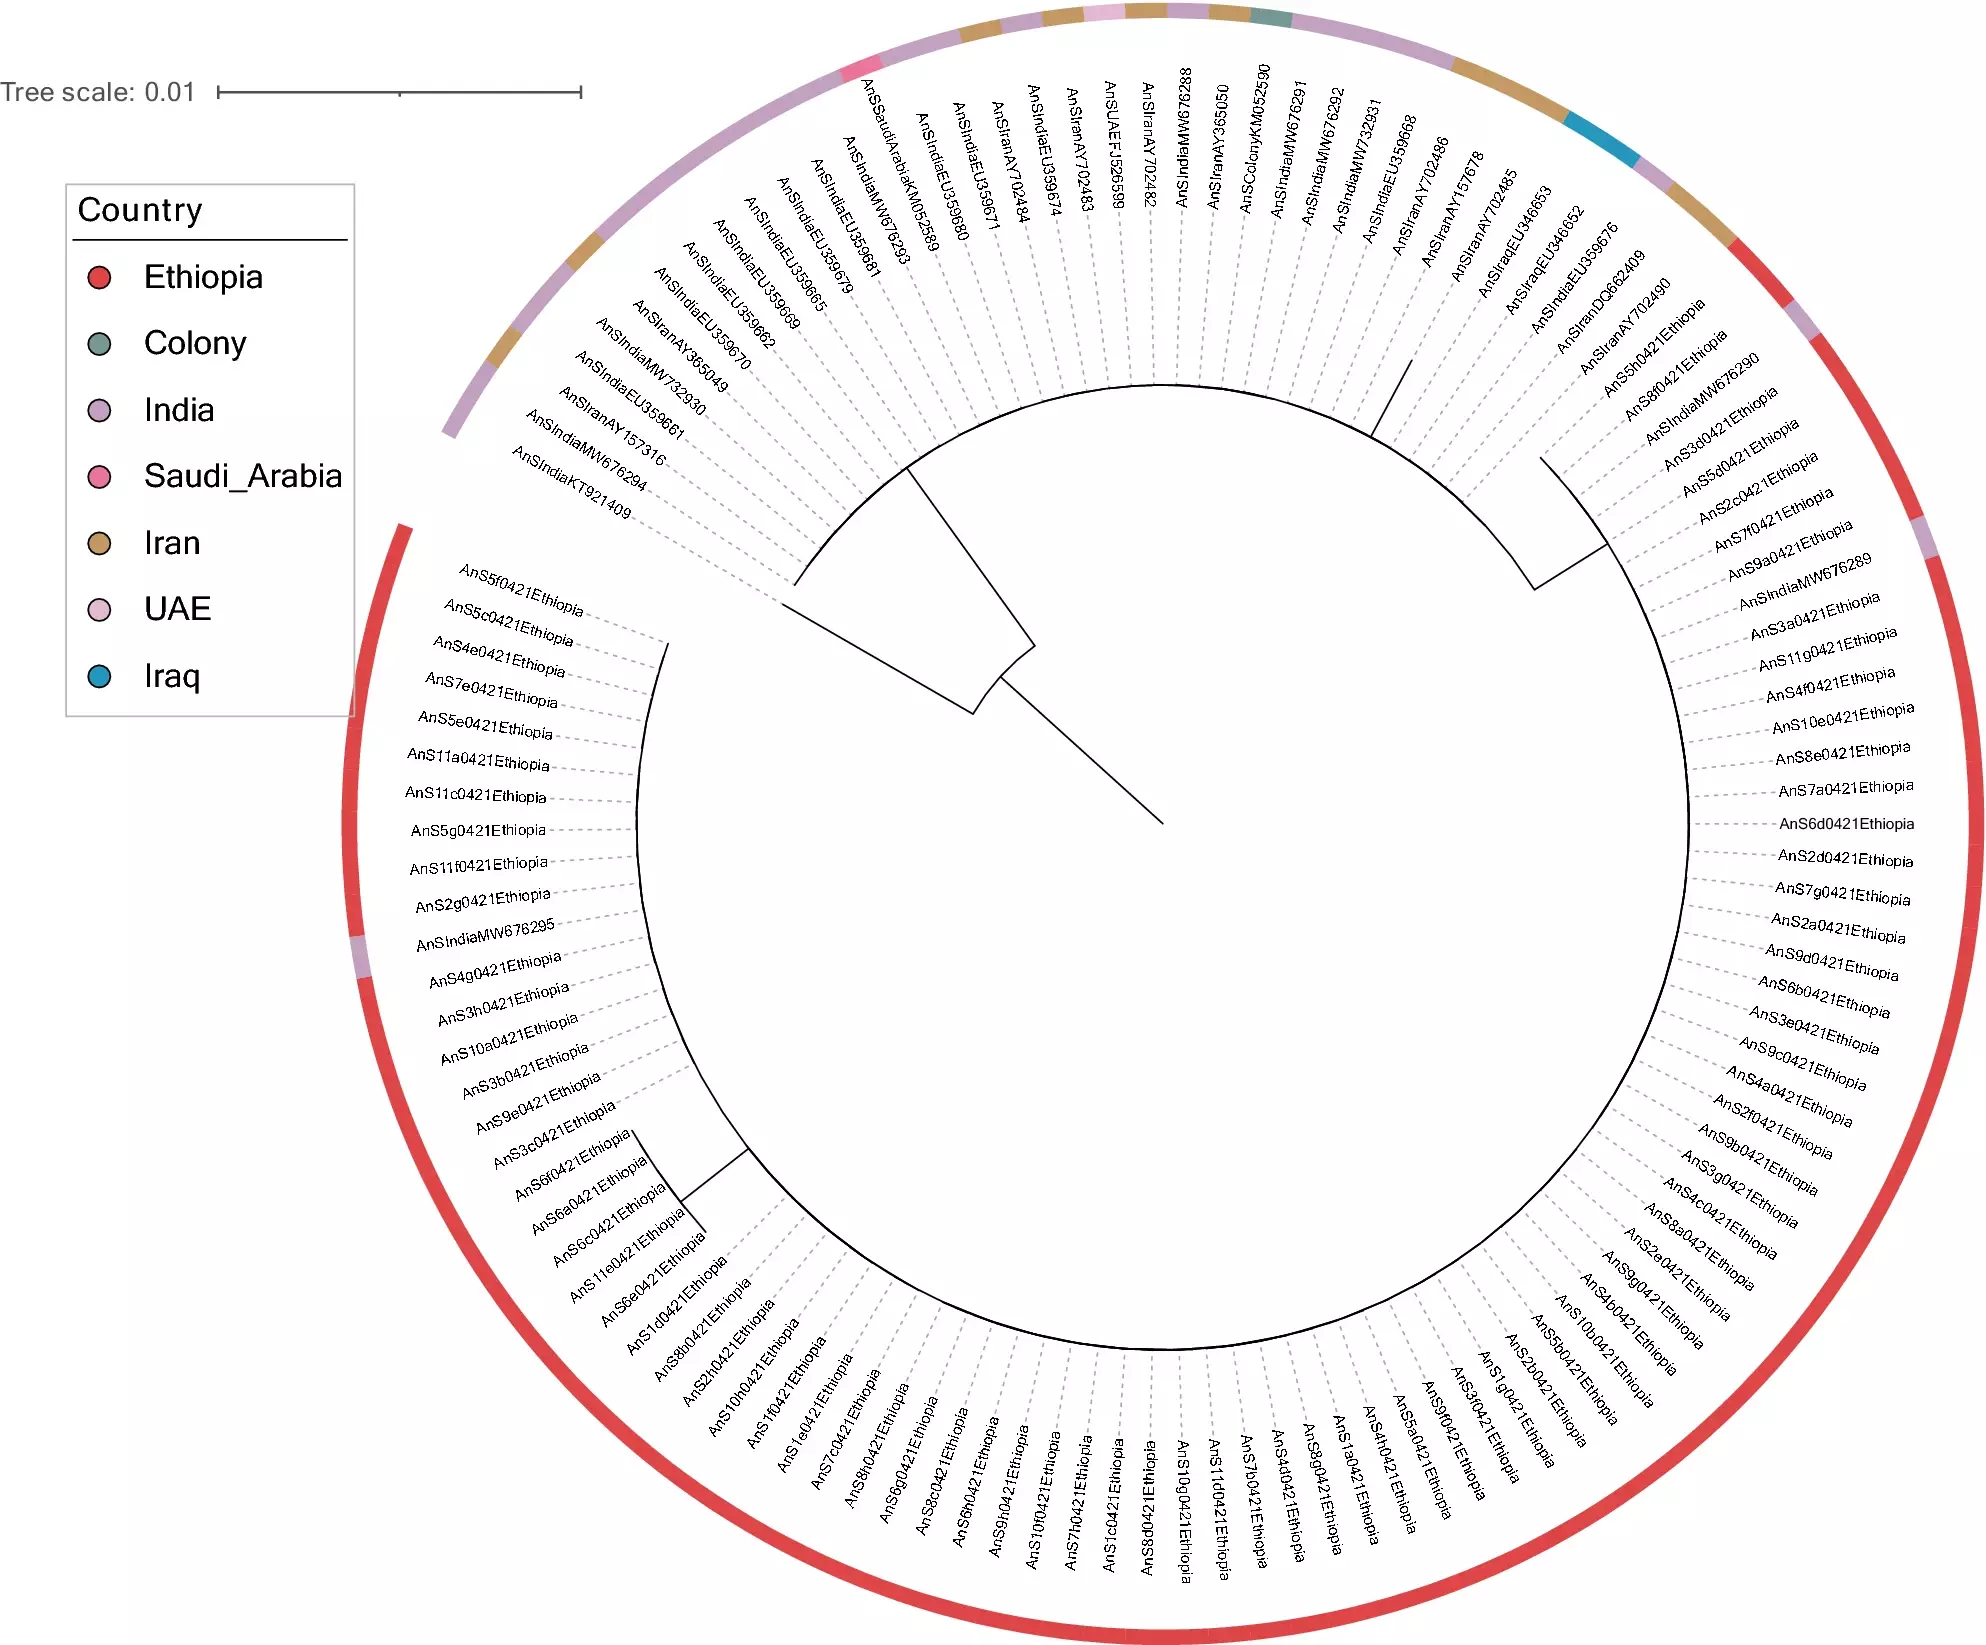 Tree scale: 0.01
Country
Ethiopia
Colony
India
Saudi_Arabia
Iran
UAE
Iraq
AnSIndiaKT921409
AnSIndiaMW676294
AnSIranAY157316
AnSIndiaEU359661
AnSIndiaMW732930
AnSIranAY365049
AnSIndiaEU359670
AnSIndiaEU359662
AnSIndiaEU359669
AnSIndiaEU359665
AnSIndiaEU359679
AnSIndiaEU359681
AnSIndiaMW676293
AnSSaudiArabiaKM052589
AnSIndiaEU359680
AnSIndiaEU359671
AnSIranAY702484
AnSIndiaEU359674
AnSIranAY702483
AnSUAEFJ526599
AnSIranAY702482
AnSIndiaMW676288
AnSIranAY365050
AnSColonyKM052590
AnSIndiaMW676291
AnSIndiaMW676292
AnSIndiaMW732931
AnSIndiaEU359668
AnSIranAY702486
AnSIranAY157678
AnSIranAY702485
AnSIraqEU346653
AnSIraqEU346652
AnSIndiaEU359676
AnSIranDQ662409
AnSIranAY702490
AnS5h0421Ethiopia
AnS8f0421Ethiopia
AnSIndiaMW676290
AnS3d0421Ethiopia
AnS5d0421Ethiopia
AnS2c0421Ethiopia
AnS7f0421Ethiopia
AnS9a0421Ethiopia
AnSIndiaMW676289
AnS3a0421Ethiopia
AnS11g0421Ethiopia
AnS4f0421Ethiopia
AnS10e0421Ethiopia
AnS8e0421Ethiopia
AnS7a0421Ethiopia
AnS6d0421Ethiopia
AnS2d0421Ethiopia
AnS7g0421Ethiopia
AnS2a0421Ethiopia
AnS9d0421Ethiopia
AnS6b0421Ethiopia
AnS3e0421Ethiopia
AnS9c0421Ethiopia
AnS4a0421Ethiopia
AnS2f0421Ethiopia
AnS9b0421Ethiopia
AnS3g0421Ethiopia
AnS4c0421Ethiopia
AnS8a0421Ethiopia
AnS2e0421Ethiopia
AnS9g0421Ethiopia
AnS4b0421Ethiopia
AnS10b0421Ethiopia
AnS5b0421Ethiopia
AnS2b0421Ethiopia
AnS1g0421Ethiopia
AnS3f0421Ethiopia
AnS9f0421Ethiopia
AnS5a0421Ethiopia
AnS4h0421Ethiopia
AnS1a0421Ethiopia
AnS8g0421Ethiopia
AnS4d0421Ethiopia
AnS7b0421Ethiopia
AnS11d0421Ethiopia
AnS10g0421Ethiopia
AnS8d0421Ethiopia
AnS1c0421Ethiopia
AnS7h0421Ethiopia
AnS10f0421Ethiopia
AnS9h0421Ethiopia
AnS6h0421Ethiopia
AnS8c0421Ethiopia
AnS6g0421Ethiopia
AnS8h0421Ethiopia
AnS7c0421Ethiopia
AnS1e0421Ethiopia
AnS1f0421Ethiopia
AnS10h0421Ethiopia
AnS2h0421Ethiopia
AnS8b0421Ethiopia
AnS1d0421Ethiopia
AnS6e0421Ethiopia
AnS11e0421Ethiopia
AnS6c0421Ethiopia
AnS6a0421Ethiopia
AnS6f0421Ethiopia
AnS3c0421Ethiopia
AnS9e0421Ethiopia
AnS3b0421Ethiopia
AnS10a0421Ethiopia
AnS3h0421Ethiopia
AnS4g0421Ethiopia
AnSIndiaMW676295
AnS2g0421Ethiopia
AnS11f0421Ethiopia
AnS5g0421Ethiopia
AnS11c0421Ethiopia
AnS11a0421Ethiopia
AnS5e0421Ethiopia
AnS7e0421Ethiopia
AnS4e0421Ethiopia
AnS5c0421Ethiopia
AnS5f0421Ethiopia